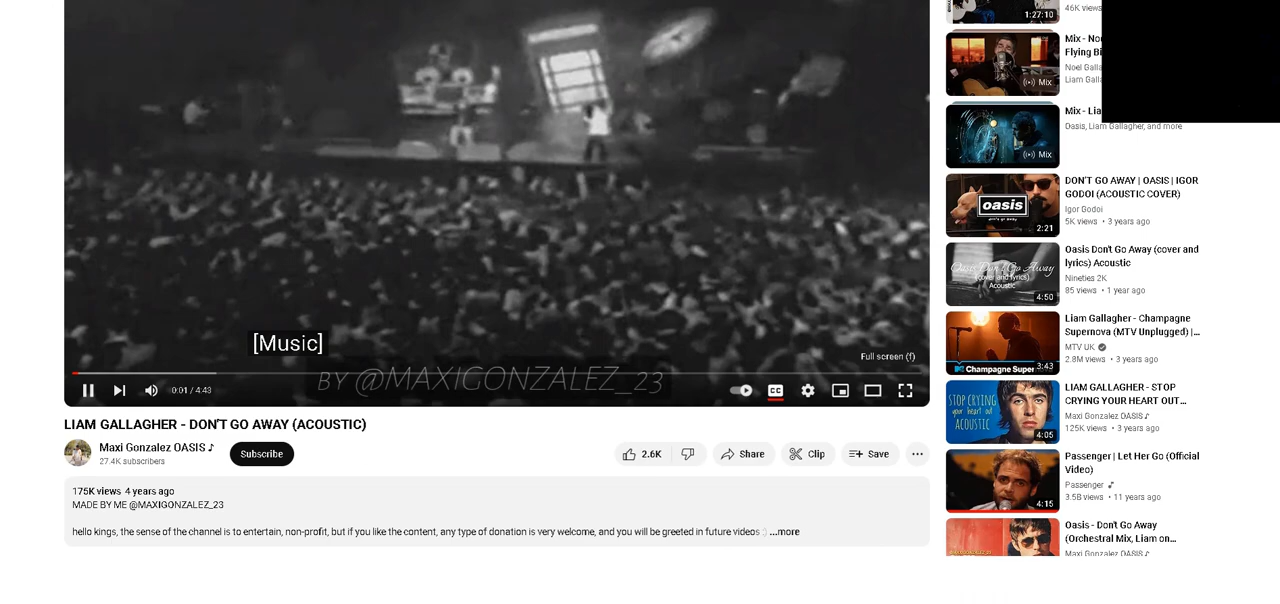 [Music]
Full screen (f)
BY @MAXIGONZALEZ_23
0:01 / 4:43
CC
LIAM GALLAGHER - DON'T GO AWAY (ACOUSTIC)
Maxi Gonzalez OASIS ♪
27.4K subscribers
Subscribe
2.6K
Share
Clip
Save
175K views 4 years ago
MADE BY ME @MAXIGONZALEZ_23
hello kings, the sense of the channel is to entertain, non-profit, but if you like the content, any type of donation is very welcome, and you will be greeted in future videos :) ...more
1:27:10
46K views
Mix - Noe
Flying Bi
Noel Galla
Liam Galla
Mix
Mix - Lia
Oasis, Liam Gallagher, and more
Mix
oasis
don't go away
2:21
DON'T GO AWAY | OASIS | IGOR
GODOI (ACOUSTIC COVER)
Igor Godoi
5K views • 3 years ago
Oasis Don't Go Away
(cover and lyrics)
Acoustic
4:50
Oasis Don't Go Away (cover and
lyrics) Acoustic
Nineties 2K
85 views • 1 year ago
Champagne Super
3:43
Liam Gallagher - Champagne
Supernova (MTV Unplugged) |...
MTV UK
2.8M views • 3 years ago
STOP CRYING
your heart out
ACOUSTIC
4:05
LIAM GALLAGHER - STOP
CRYING YOUR HEART OUT...
Maxi Gonzalez OASIS ♪
125K views • 3 years ago
4:15
Passenger | Let Her Go (Official
Video)
Passenger ♪
3.5B views • 11 years ago
Oasis - Don't Go Away
(Orchestral Mix, Liam on...
Maxi Gonzalez OASIS ♪